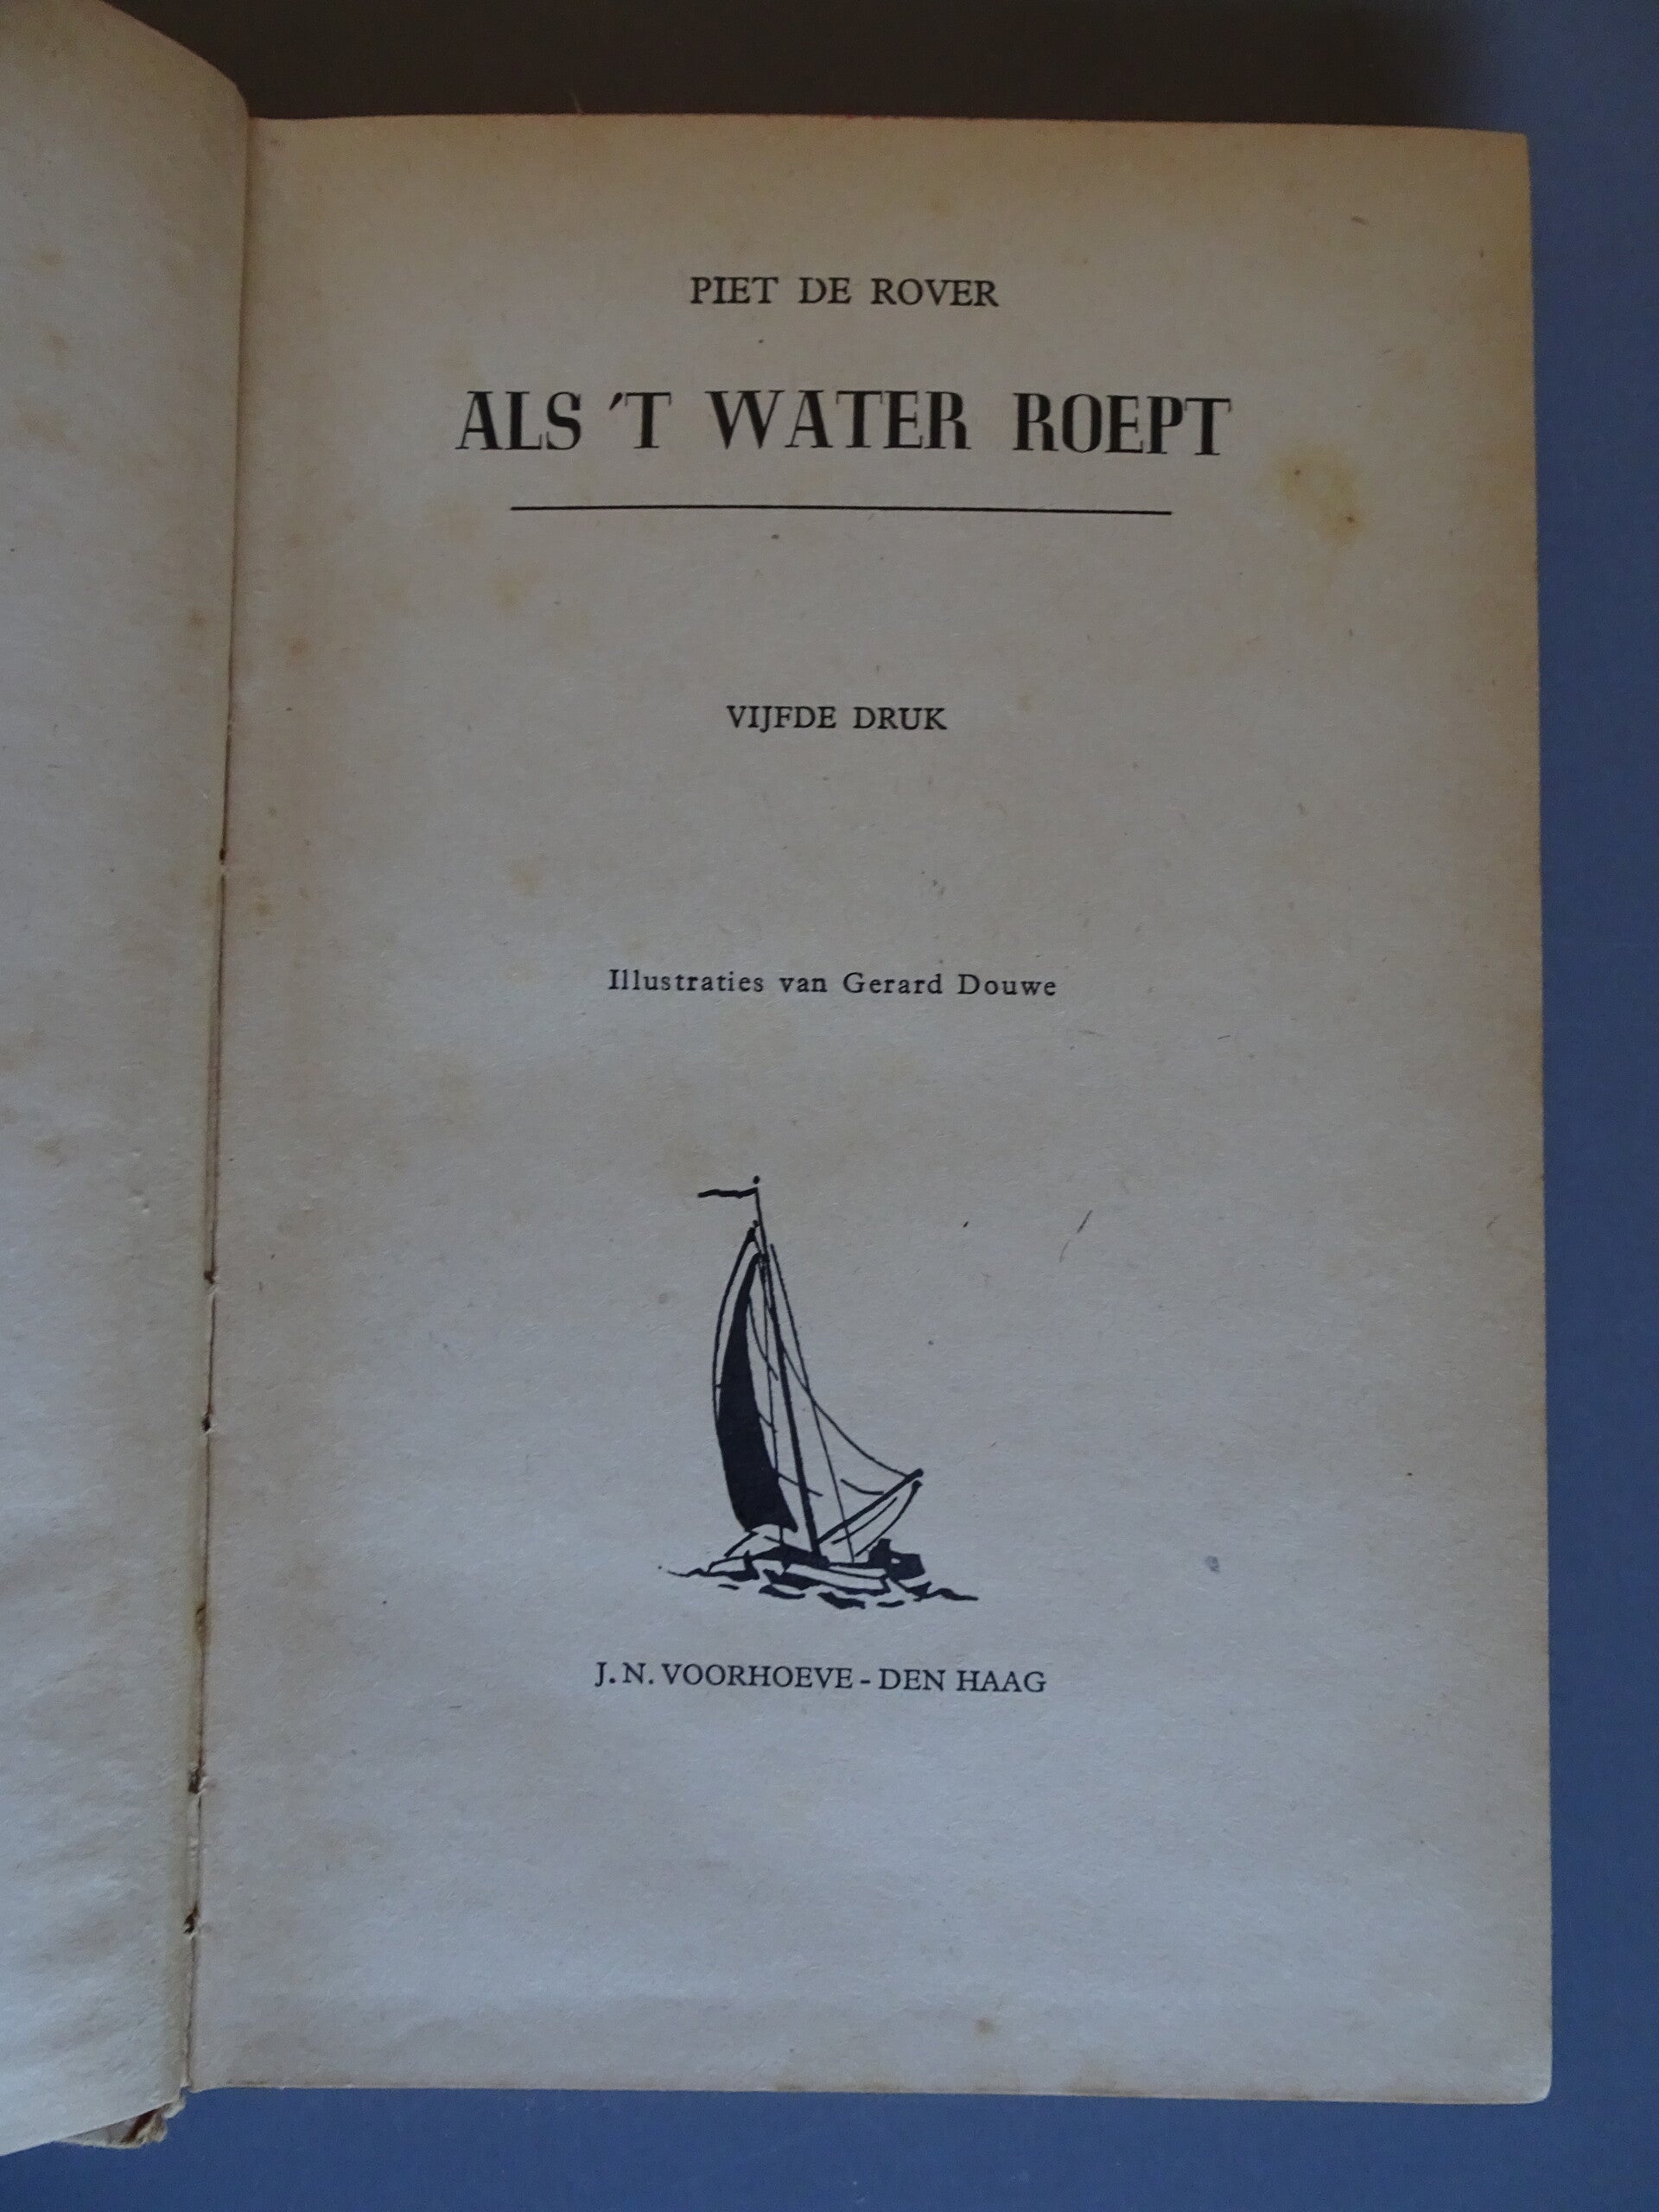 PIET DE ROVER
ALS 'T WATER ROEPT
VIJFDE DRUK
Illustraties van Gerard Douwe
J. N. VOORHOEVE - DEN HAAG